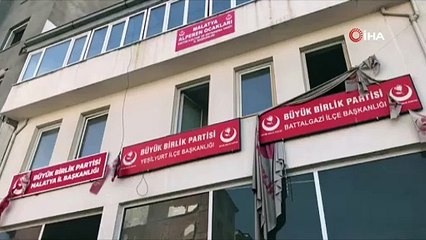 İHA
MALATYA
ALPEREN OCAKLARI
BÜYÜK BİRLİK PARTİSİ
BATTALGAZİ İLÇE BAŞKANLIĞI
BÜYÜK BİRLİK PARTİSİ
YEŞİLYURT İLÇE BAŞKANLIĞI
BÜYÜK BİRLİK PARTİSİ
MALATYA İL BAŞKANLIĞI